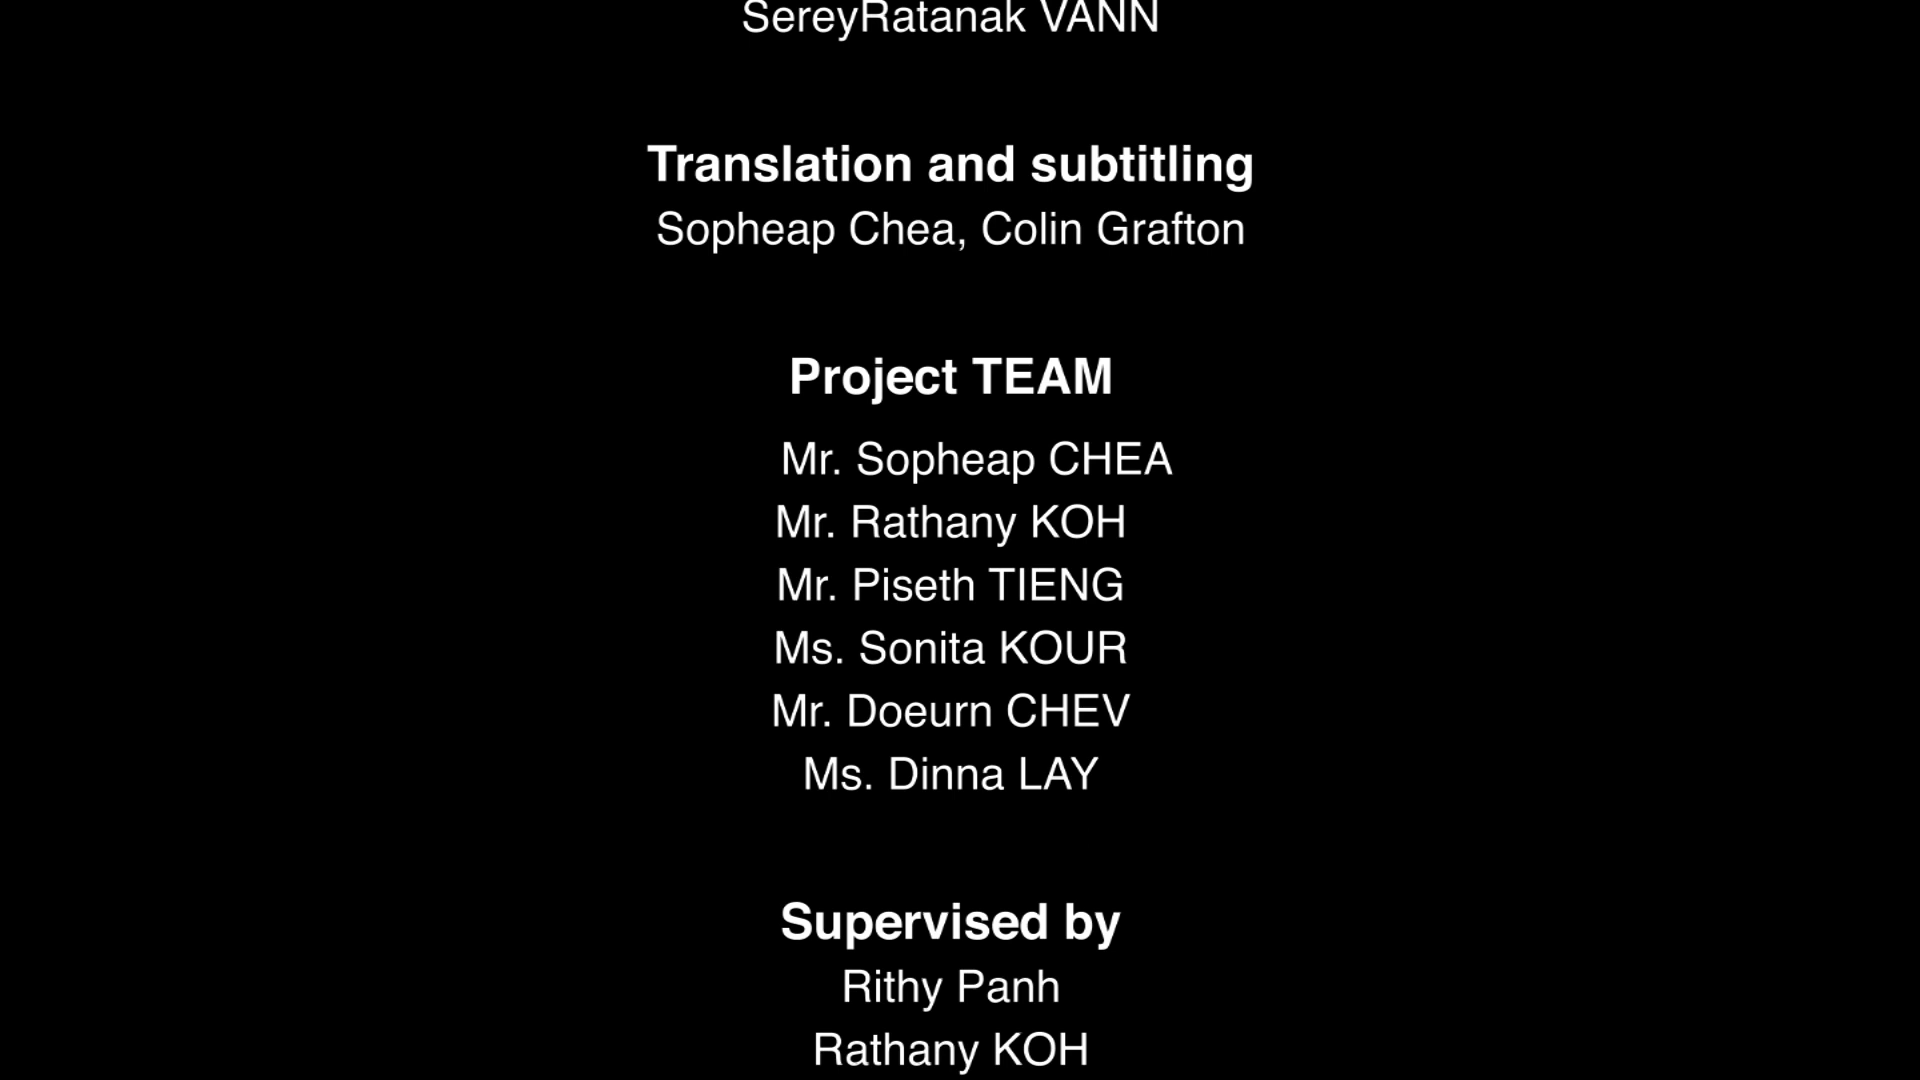 SereyRatanak VANN
Translation and subtitling
Sopheap Chea, Colin Grafton
Project TEAM
Mr. Sopheap CHEA
Mr. Rathany KOH
Mr. Piseth TIENG
Ms. Sonita KOUR
Mr. Doeurn CHEV
Ms. Dinna LAY
Supervised by
Rithy Panh
Rathany KOH